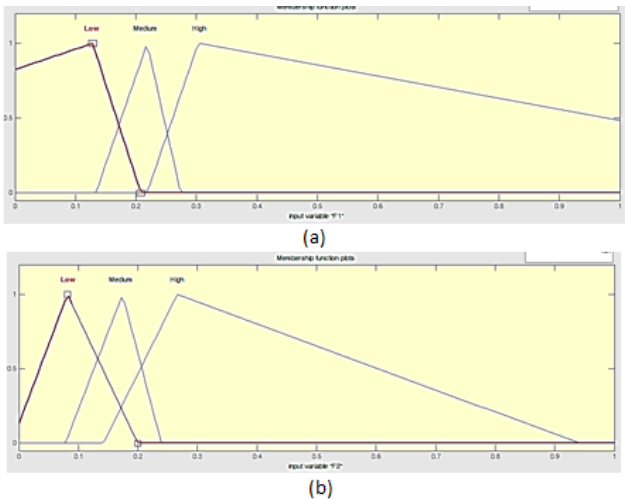 Membership function plots
Low Medium High
1
0.5
0
0 0.1 0.2 0.3 0.4 0.5 0.6 0.7 0.8 0.9 1
input variable "F1"
(a)
Membership function plots
Low Medium High
1
0.5
0
0 0.1 0.2 0.3 0.4 0.5 0.6 0.7 0.8 0.9 1
input variable "F2"
(b)